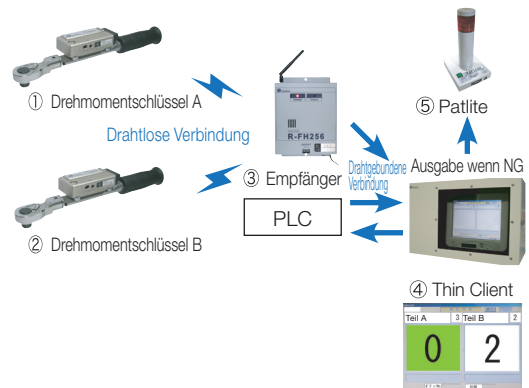 ① Drehmomentschlüssel A
Drahtlose Verbindung
② Drehmomentschlüssel B
R-FH256
③ Empfänger
Drahtgebundene
Verbindung
PLC
⑤ Patlite
Ausgabe wenn NG
④ Thin Client
Teil A 3 Teil B 2
0 2